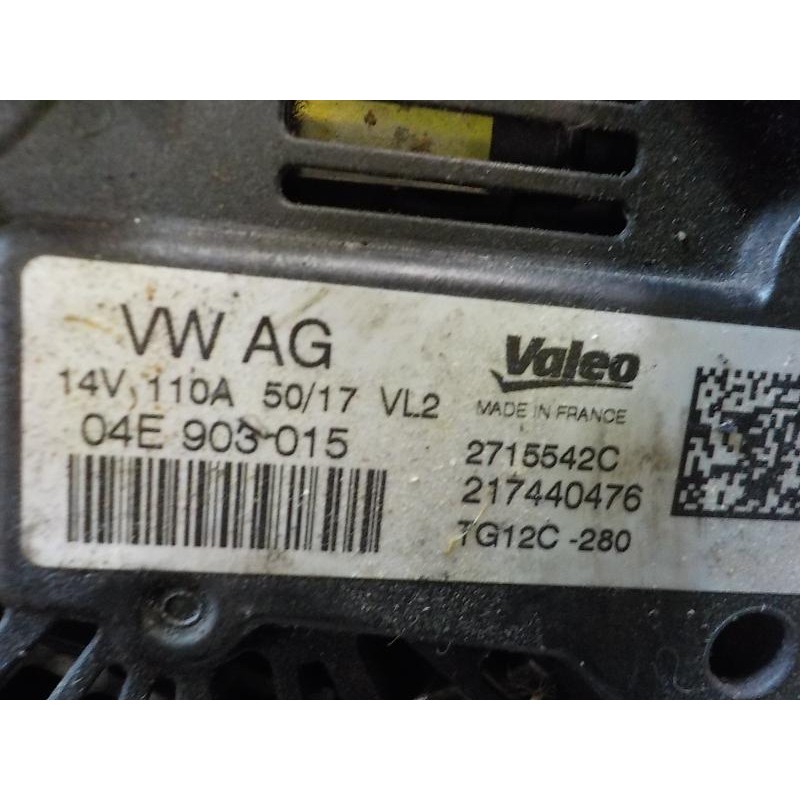 VW AG
14V 110A 50/17 VL2
04E 903 015
Valeo
MADE IN FRANCE
2715542C
217440476
TG12C -280